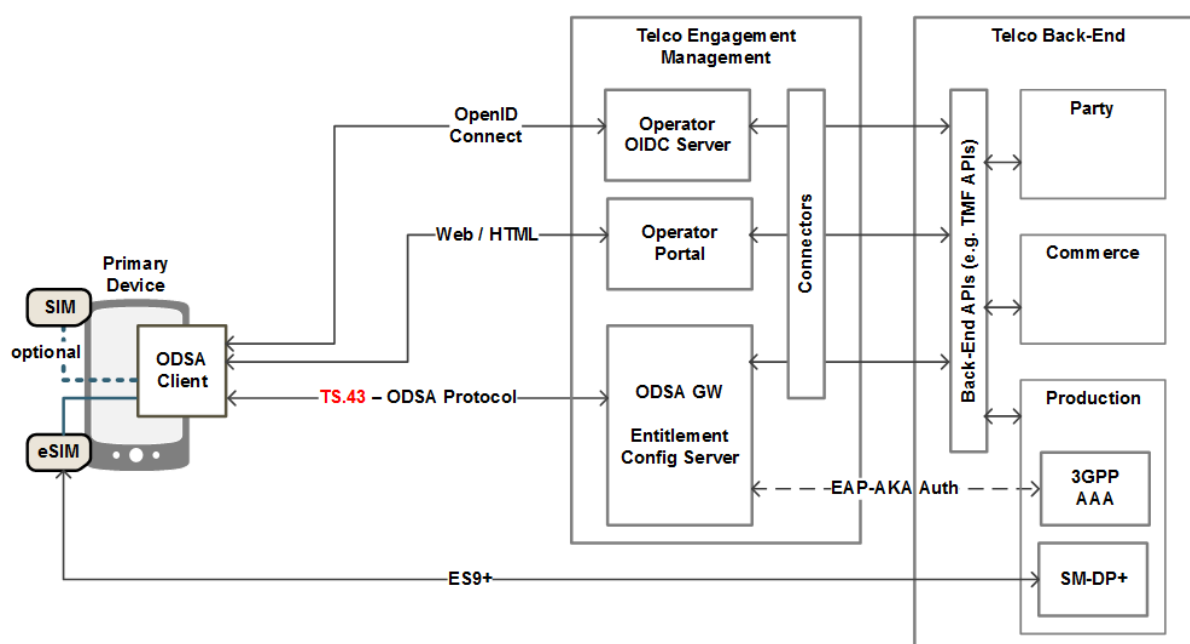 Telco Engagement
Management
Telco Back-End
OpenID
Connect
Operator
OIDC Server
Party
Web / HTML
Operator
Portal
Connectors
Back-End APIs (e.g. TMF APIs)
Commerce
Primary
Device
SIM
optional
ODSA
Client
eSIM
TS.43 – ODSA Protocol
ODSA GW
Entitlement
Config Server
Production
EAP-AKA Auth
3GPP
AAA
ES9+
SM-DP+